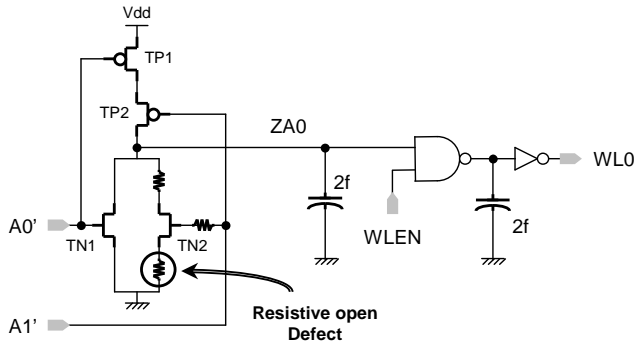 Vdd
TP1
TP2
ZA0
2f
WL0
A0'
TN1
TN2
WLEN
2f
A1'
Resistive open
Defect